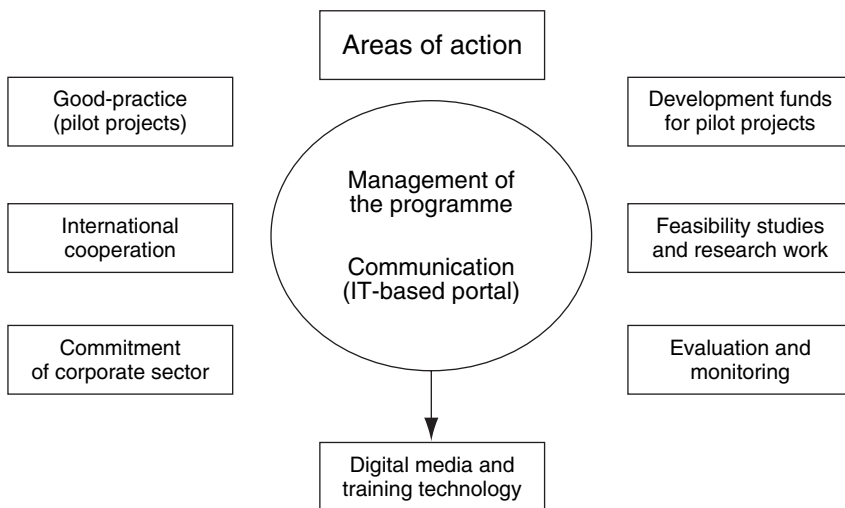 Areas of action
Good-practice
(pilot projects)
Development funds
for pilot projects
Management of
the programme
International
cooperation
Feasibility studies
and research work
Communication
(IT-based portal)
Commitment
of corporate sector
Evaluation and
monitoring
Digital media and
training technology